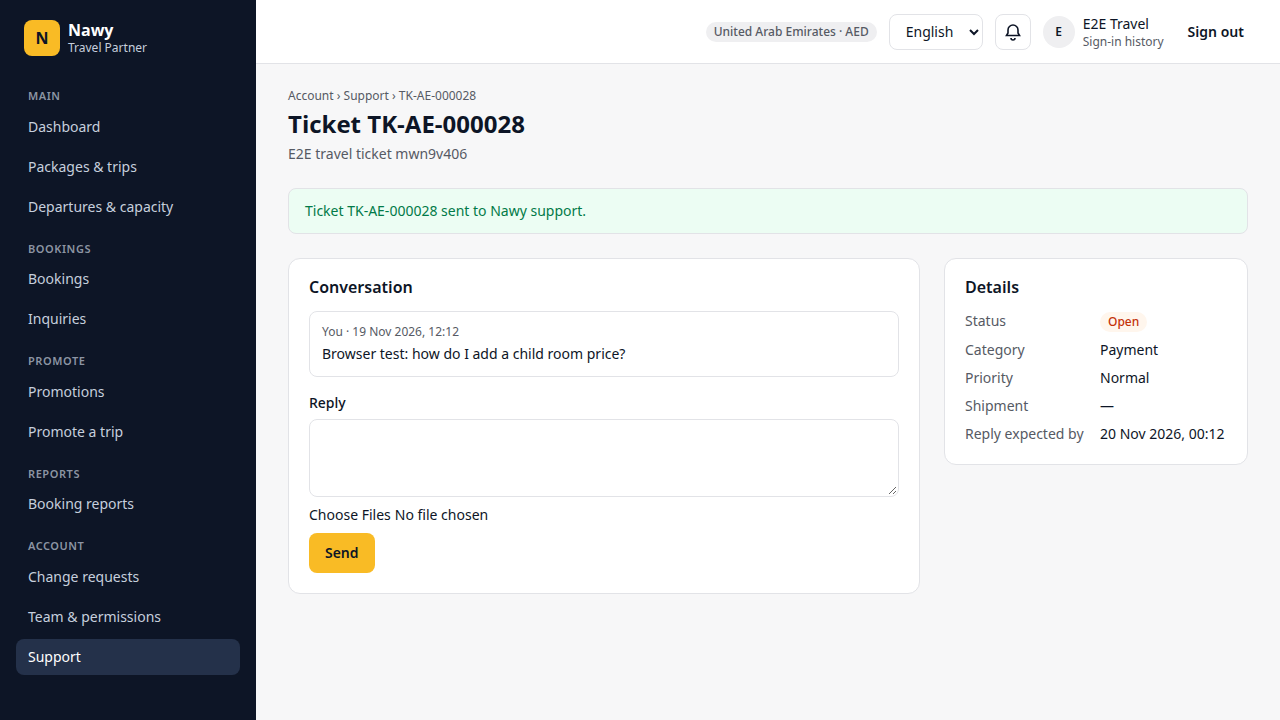 N
Nawy
Travel Partner
MAIN
Dashboard
Packages & trips
Departures & capacity
BOOKINGS
Bookings
Inquiries
PROMOTE
Promotions
Promote a trip
REPORTS
Booking reports
ACCOUNT
Change requests
Team & permissions
Support
United Arab Emirates · AED
English
E
E2E Travel
Sign-in history
Sign out
Account › Support › TK-AE-000028
Ticket TK-AE-000028
E2E travel ticket mwn9v406
Ticket TK-AE-000028 sent to Nawy support.
Conversation
You · 19 Nov 2026, 12:12
Browser test: how do I add a child room price?
Reply
Choose Files No file chosen
Send
Details
Status Open
Category Payment
Priority Normal
Shipment —
Reply expected by 20 Nov 2026, 00:12